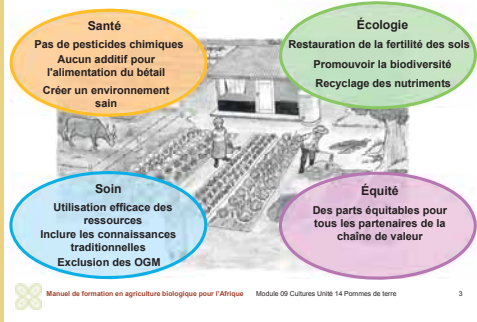 Santé
Pas de pesticides chimiques
Aucun additif pour
l'alimentation du bétail
Créer un environnement
sain
Écologie
Restauration de la fertilité des sols
Promouvoir la biodiversité
Recyclage des nutriments
Soin
Utilisation efficace des
ressources
Inclure les connaissances
traditionnelles
Exclusion des OGM
Équité
Des parts équitables pour
tous les partenaires de la
chaîne de valeur
Manuel de formation en agriculture biologique pour l'Afrique Module 09 Cultures Unité 14 Pommes de terre 3